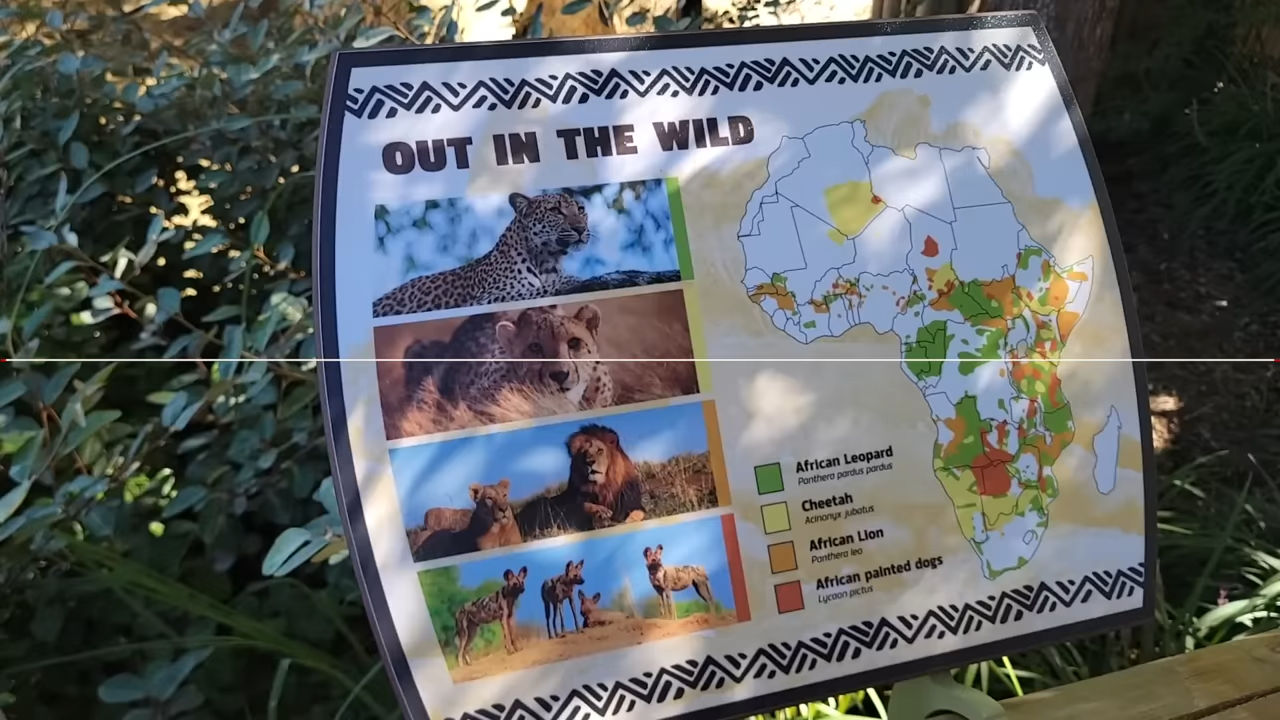 OUT IN THE WILD
African Leopard
Panthera pardus pardus
Cheetah
Acinonyx jubatus
African Lion
Panthera leo
African painted dogs
Lycaon pictus